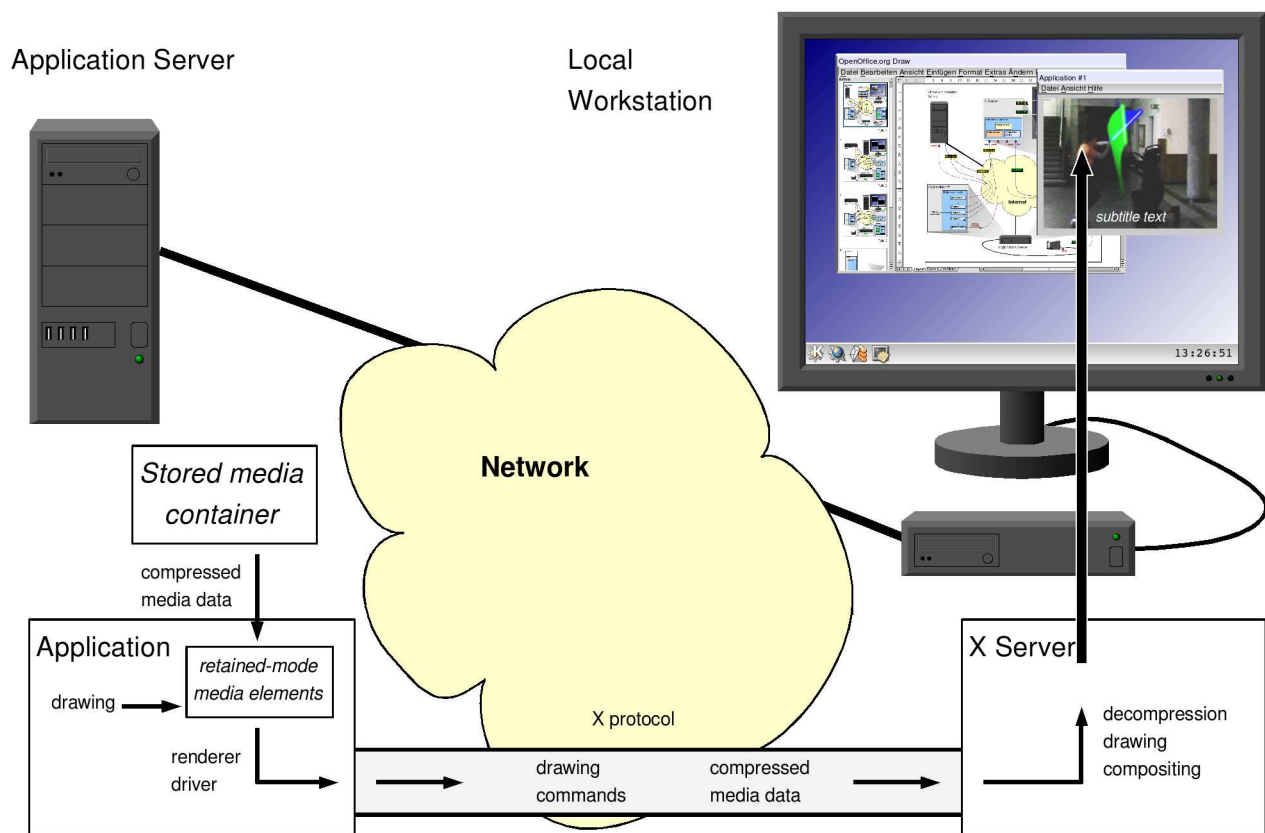 Application Server
Local
Workstation
OpenOffice.org Draw
Datei Bearbeiten Ansicht Einfügen Format Extras Ändern
Application #1
Datei Ansicht Hilfe
X Server
Internet
subtitle text
13:26:51
Network
Stored media
container
compressed
media data
Application
retained-mode
media elements
drawing
renderer
driver
X protocol
drawing
commands
compressed
media data
X Server
decompression
drawing
compositing